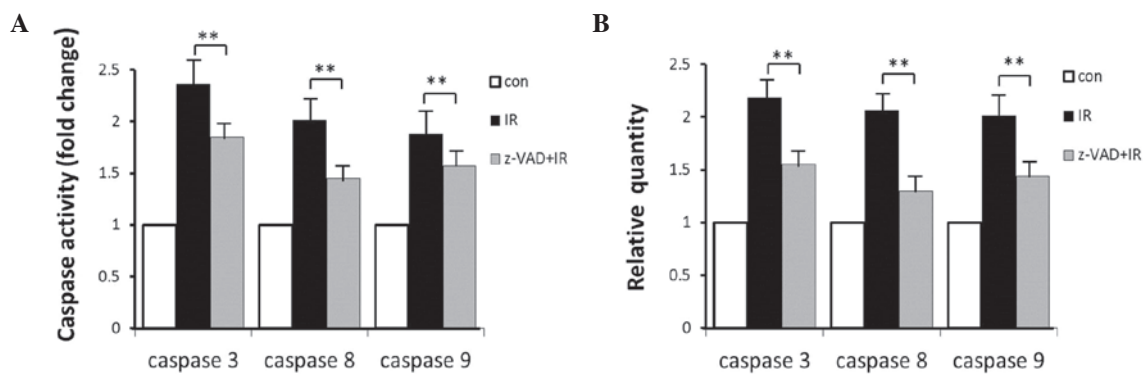 A
Caspase activity (fold change)
2.5
2
1.5
1
0.5
0
**
**
**
caspase 3
caspase 8
caspase 9
con
IR
z-VAD+IR
B
Relative quantity
2.5
2
1.5
1
0.5
0
**
**
**
caspase 3
caspase 8
caspase 9
con
IR
z-VAD+IR